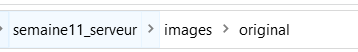 semaine11_serveur > images > original